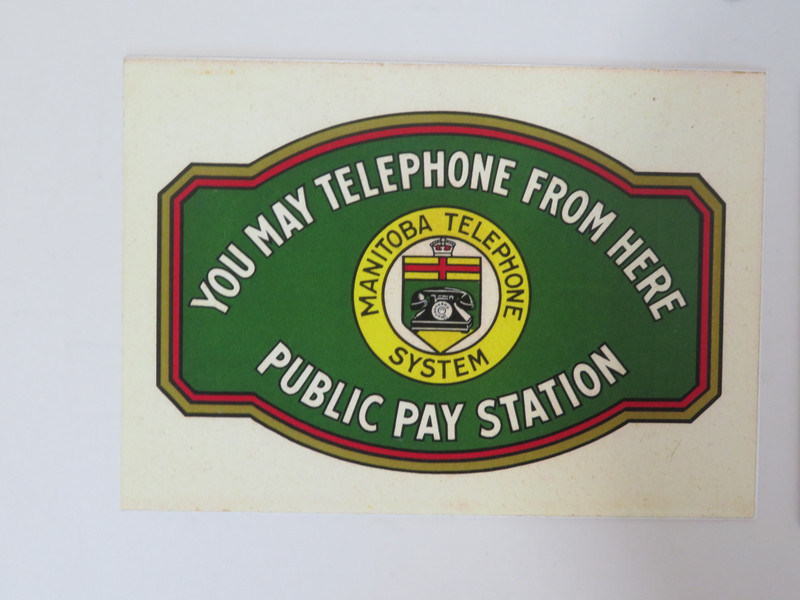 YOU MAY TELEPHONE FROM HERE
MANITOBA TELEPHONE
SYSTEM
PUBLIC PAY STATION